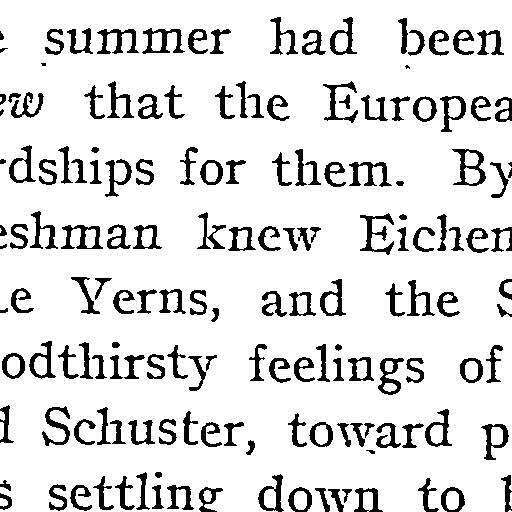 e summer had been
ew that the Europea
rdships for them. By
eshman knew Eichen
Le Yerns, and the S
odthirsty feelings of
d Schuster, toward p
s settling down to b